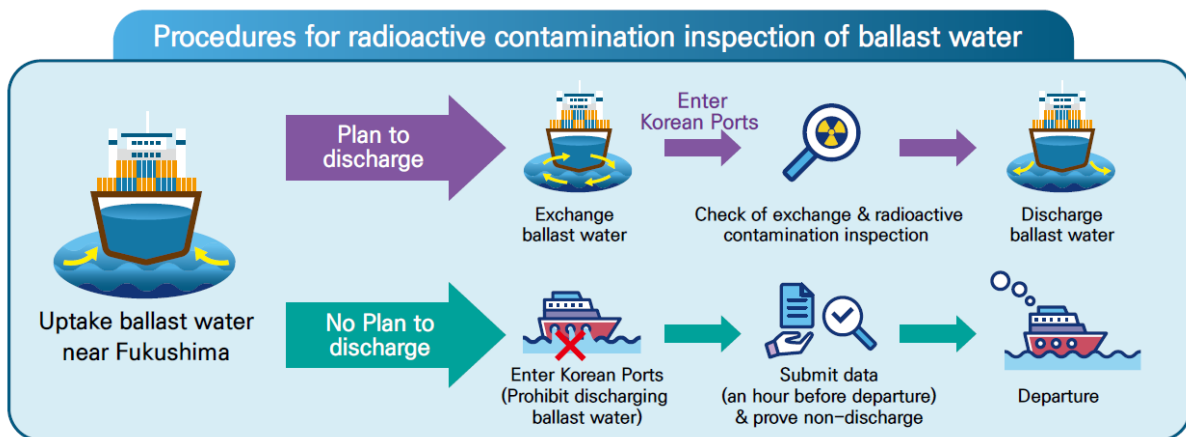 Procedures for radioactive contamination inspection of ballast water
Uptake ballast water
near Fukushima
Plan to
discharge
Exchange
ballast water
Enter
Korean Ports
Check of exchange & radioactive
contamination inspection
Discharge
ballast water
No Plan to
discharge
Enter Korean Ports
(Prohibit discharging
ballast water)
Submit data
(an hour before departure)
& prove non-discharge
Departure